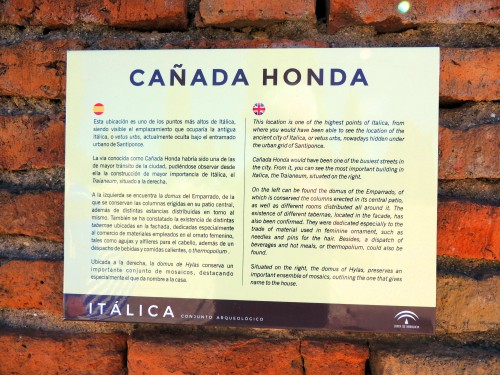 CAÑADA HONDA
Esta ubicación es uno de los puntos más altos de Itálica,
siendo visible el emplazamiento que ocuparía la antigua
Itálica, o vetus urbs, actualmente oculta bajo el entramado
urbano de Santiponce.
La vía conocida como Cañada Honda habría sido una de las
de mayor tránsito de la ciudad, pudiéndose observar desde
ella la construcción de mayor importancia de Itálica, el
Traianeum, situado a la derecha.
A la izquierda se encuentra la domus del Emparrado, de la
que se conservan las columnas erigidas en su patio central,
además de distintas estancias distribuidas en torno al
mismo. También se ha constatado la existencia de distintas
tabernae ubicadas en la fachada, dedicadas especialmente
al comercio de materiales empleados en el ornato femenino,
tales como agujas y alfileres para el cabello, además de un
despacho de bebidas y comidas calientes, o thermopolium.
Ubicada a la derecha, la domus de Hylas conserva un
importante conjunto de mosaicos, destacando
especialmente el que da nombre a la casa.
This location is one of the highest points of Italica, from
where you would have been able to see the location of the
ancient city of Italica, or vetus urbs, nowadays hidden under
the urban grid of Santiponce.
Cañada Honda would have been one of the busiest streets in
the city. From it, you can see the most important building in
Italica, the Traianeum, situated on the right.
On the left can be found the domus of the Emparrado, of
which is conserved the columns erected in its central patio,
as well as different rooms distributed all around it. The
existence of different tabernae, located in the facade, has
also been confirmed. They were dedicated especially to the
trade of material used in feminine ornament, such as
needles and pins for the hair. Besides, a dispatch of
beverages and hot meals, or thermopolium, could also be
found.
Situated on the right, the domus of Hylas, preserves an
important ensemble of mosaics, outlining the one that gives
name to the house.
ITÁLICA CONJUNTO ARQUEOLÓGICO